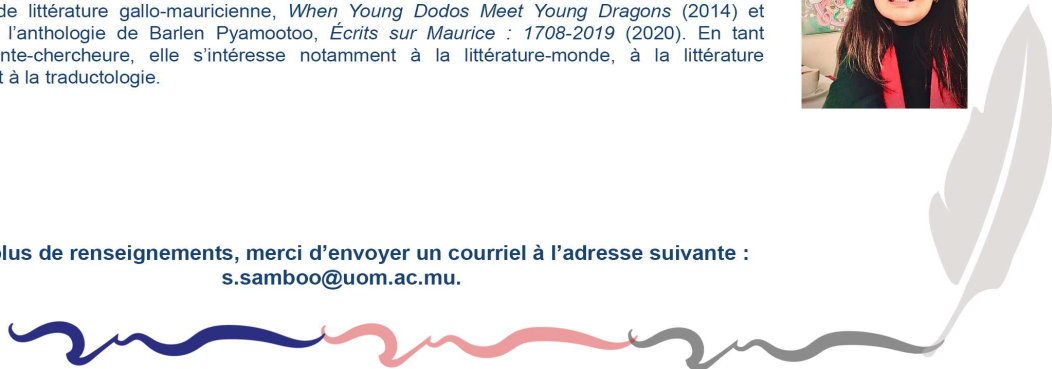 de littérature gallo-mauricienne, When Young Dodos Meet Young Dragons (2014) et
l’anthologie de Barlen Pyamootoo, Écrits sur Maurice : 1708-2019 (2020). En tant
nte-chercheure, elle s’intéresse notamment à la littérature-monde, à la littérature
t à la traductologie.
lus de renseignements, merci d’envoyer un courriel à l’adresse suivante :
s.samboo@uom.ac.mu.